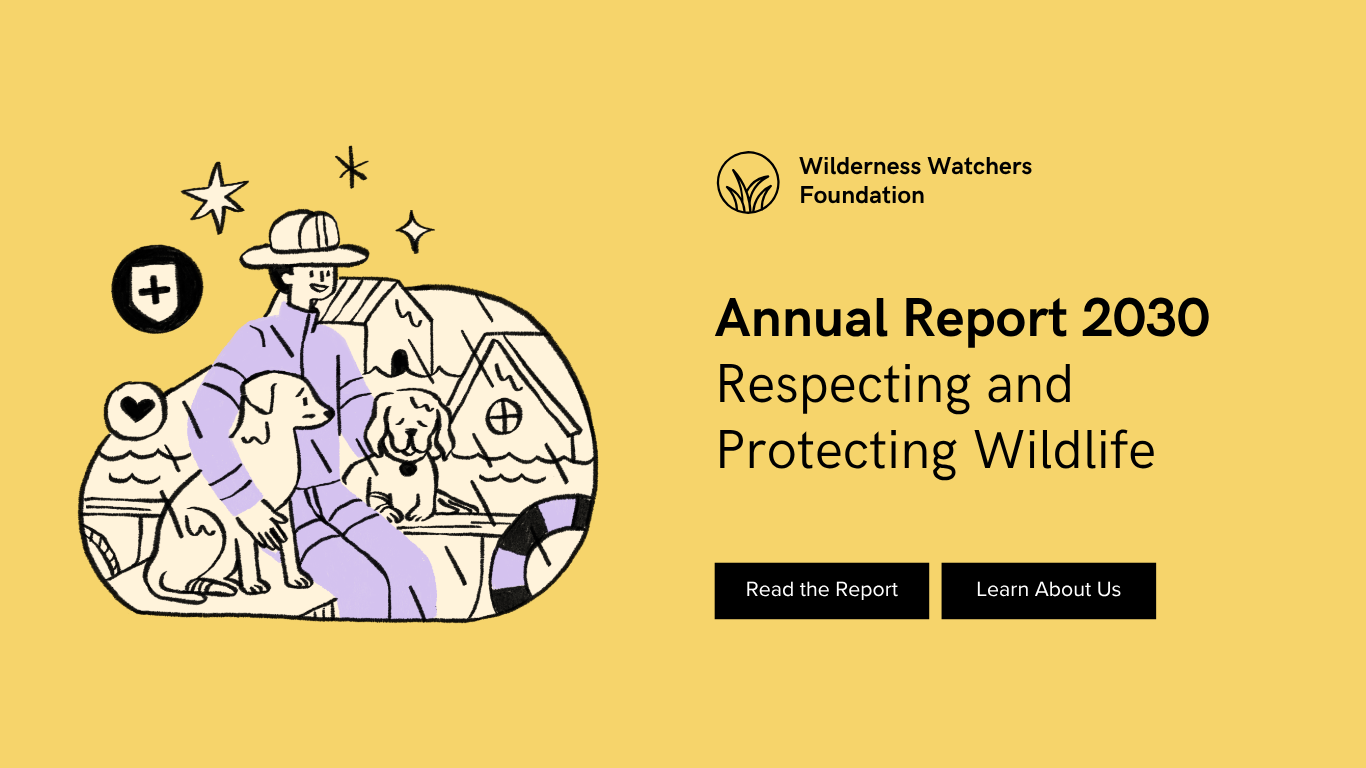 Wilderness Watchers
Foundation
Annual Report 2030
Respecting and
Protecting Wildlife
Read the Report
Learn About Us